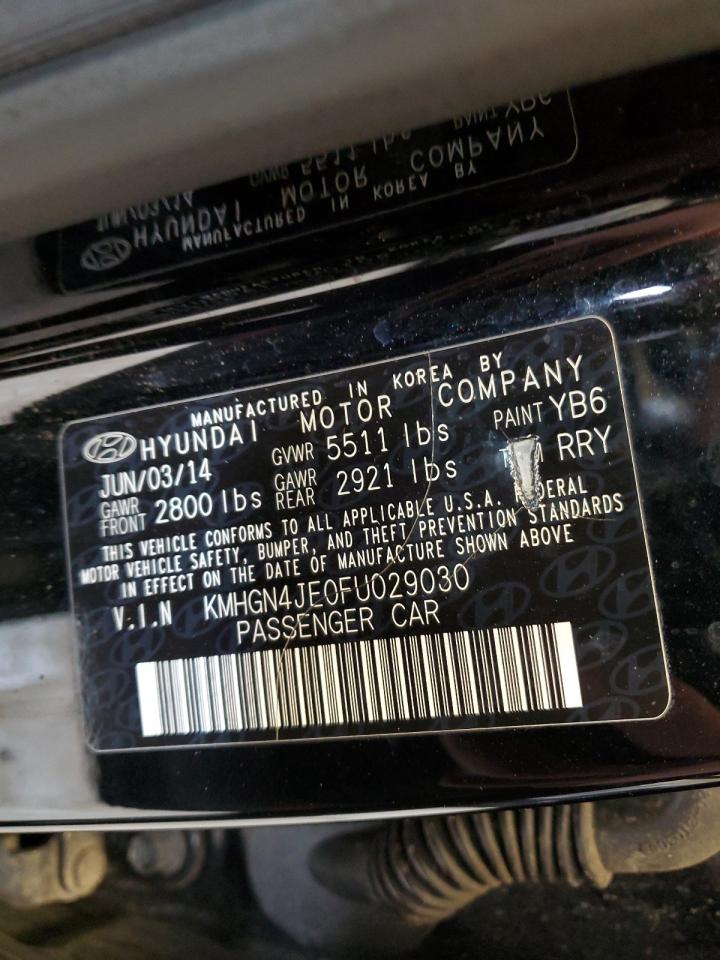 MANUFACTURED IN KOREA BY
HYUNDAI MOTOR COMPANY
JUN/03/14 GVWR 5511 lbs PAINT YB6
GAWR FRONT 2800 lbs GAWR REAR 2921 lbs RRY
THIS VEHICLE CONFORMS TO ALL APPLICABLE U.S.A.
MOTOR VEHICLE SAFETY, BUMPER, AND THEFT PREVENTION STANDARDS
IN EFFECT ON THE DATE OF MANUFACTURE SHOWN ABOVE
V.I.N KMHGN4JE0FU029030
PASSENGER CAR